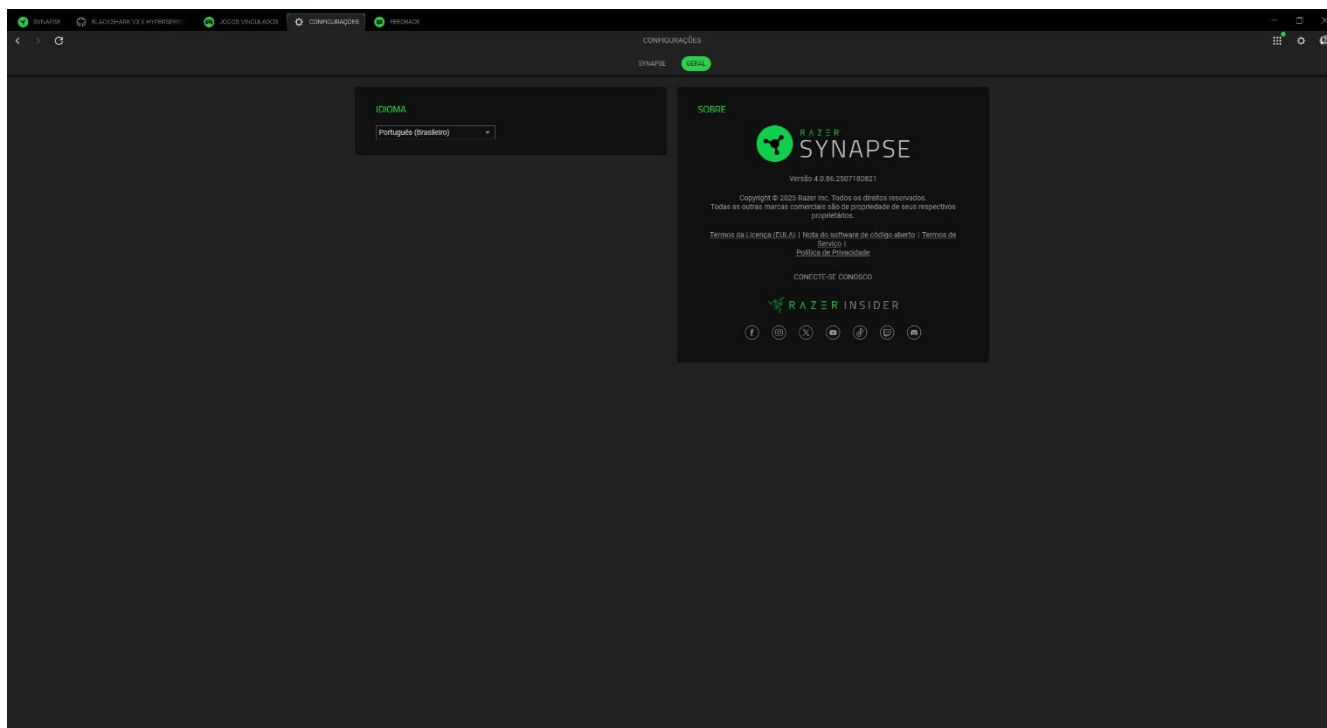 SYNAPSE
BLACKSHARK V3 X HYPERSPEED
JOGOS VINCULADOS
CONFIGURAÇÕES
FEEDBACK
CONFIGURAÇÕES
SYNAPSE
GERAL
IDIOMA
Português (Brasileiro)
SOBRE
RAZER
SYNAPSE
Versão 4.0.86.2507180821
Copyright © 2025 Razer Inc. Todos os direitos reservados.
Todas as outras marcas comerciais são de propriedade de seus respectivos
proprietários.
Termos da Licença (EULA) | Nota do software de código aberto | Termos de
Serviço |
Política de Privacidade
CONECTE-SE CONOSCO
RAZER INSIDER